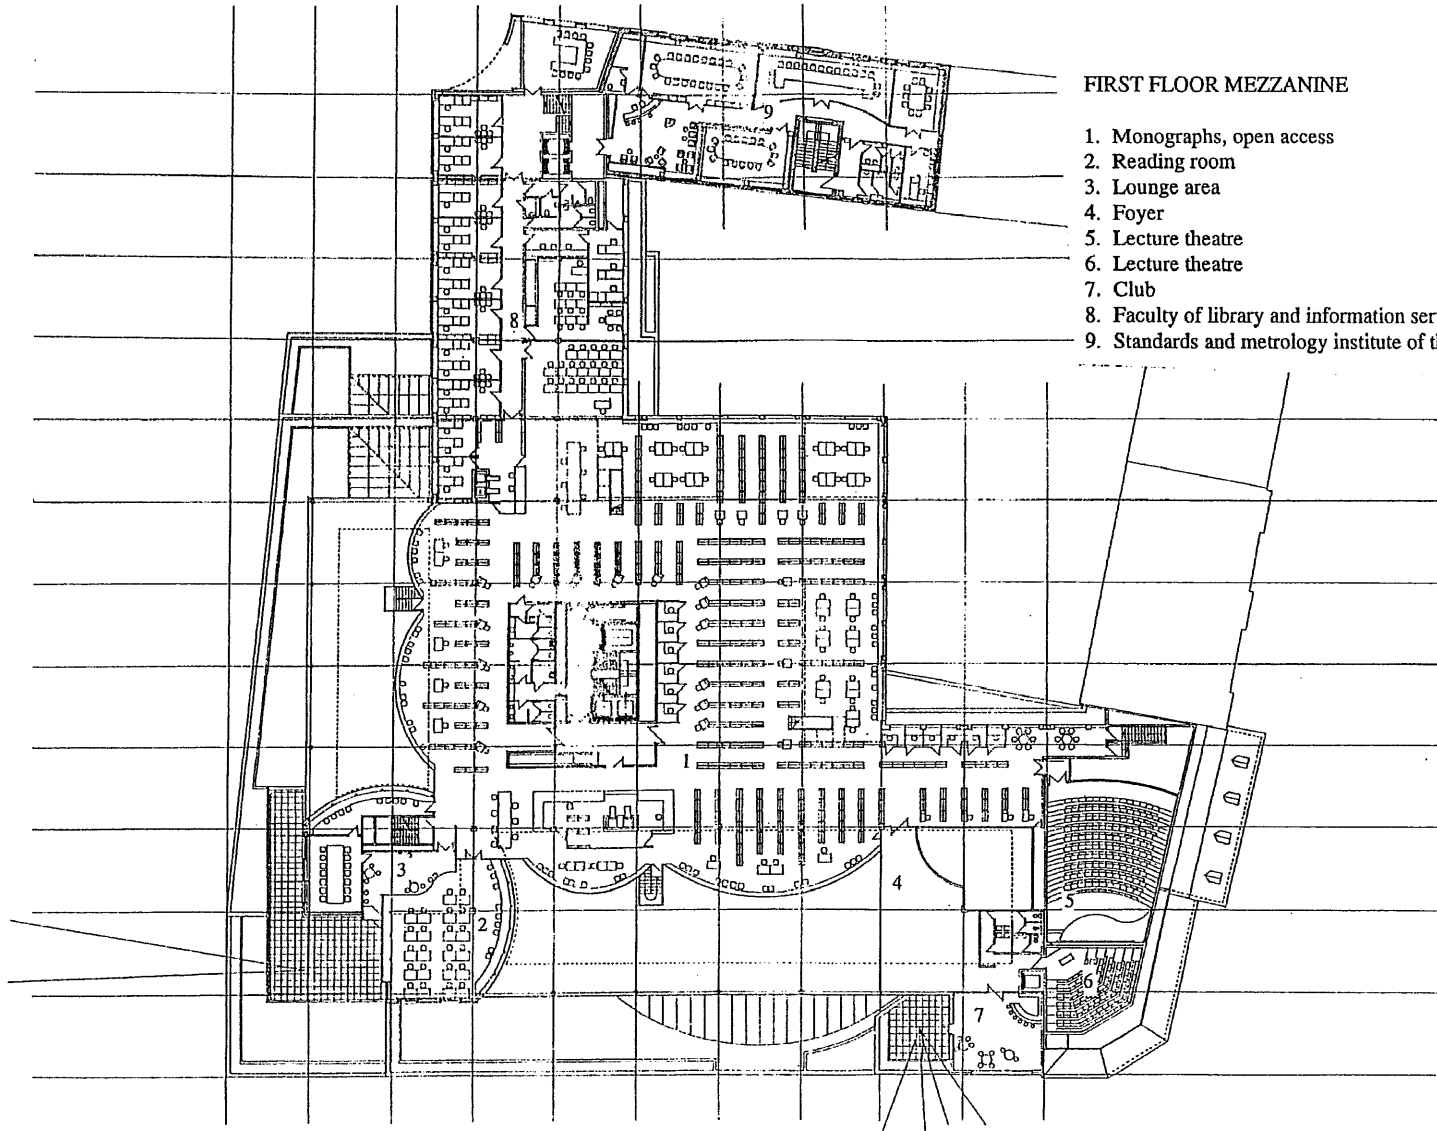 FIRST FLOOR MEZZANINE
1. Monographs, open access
2. Reading room
3. Lounge area
4. Foyer
5. Lecture theatre
6. Lecture theatre
7. Club
8. Faculty of library and information ser
9. Standards and metrology institute of t
9
1
3
2
4
5
6
7